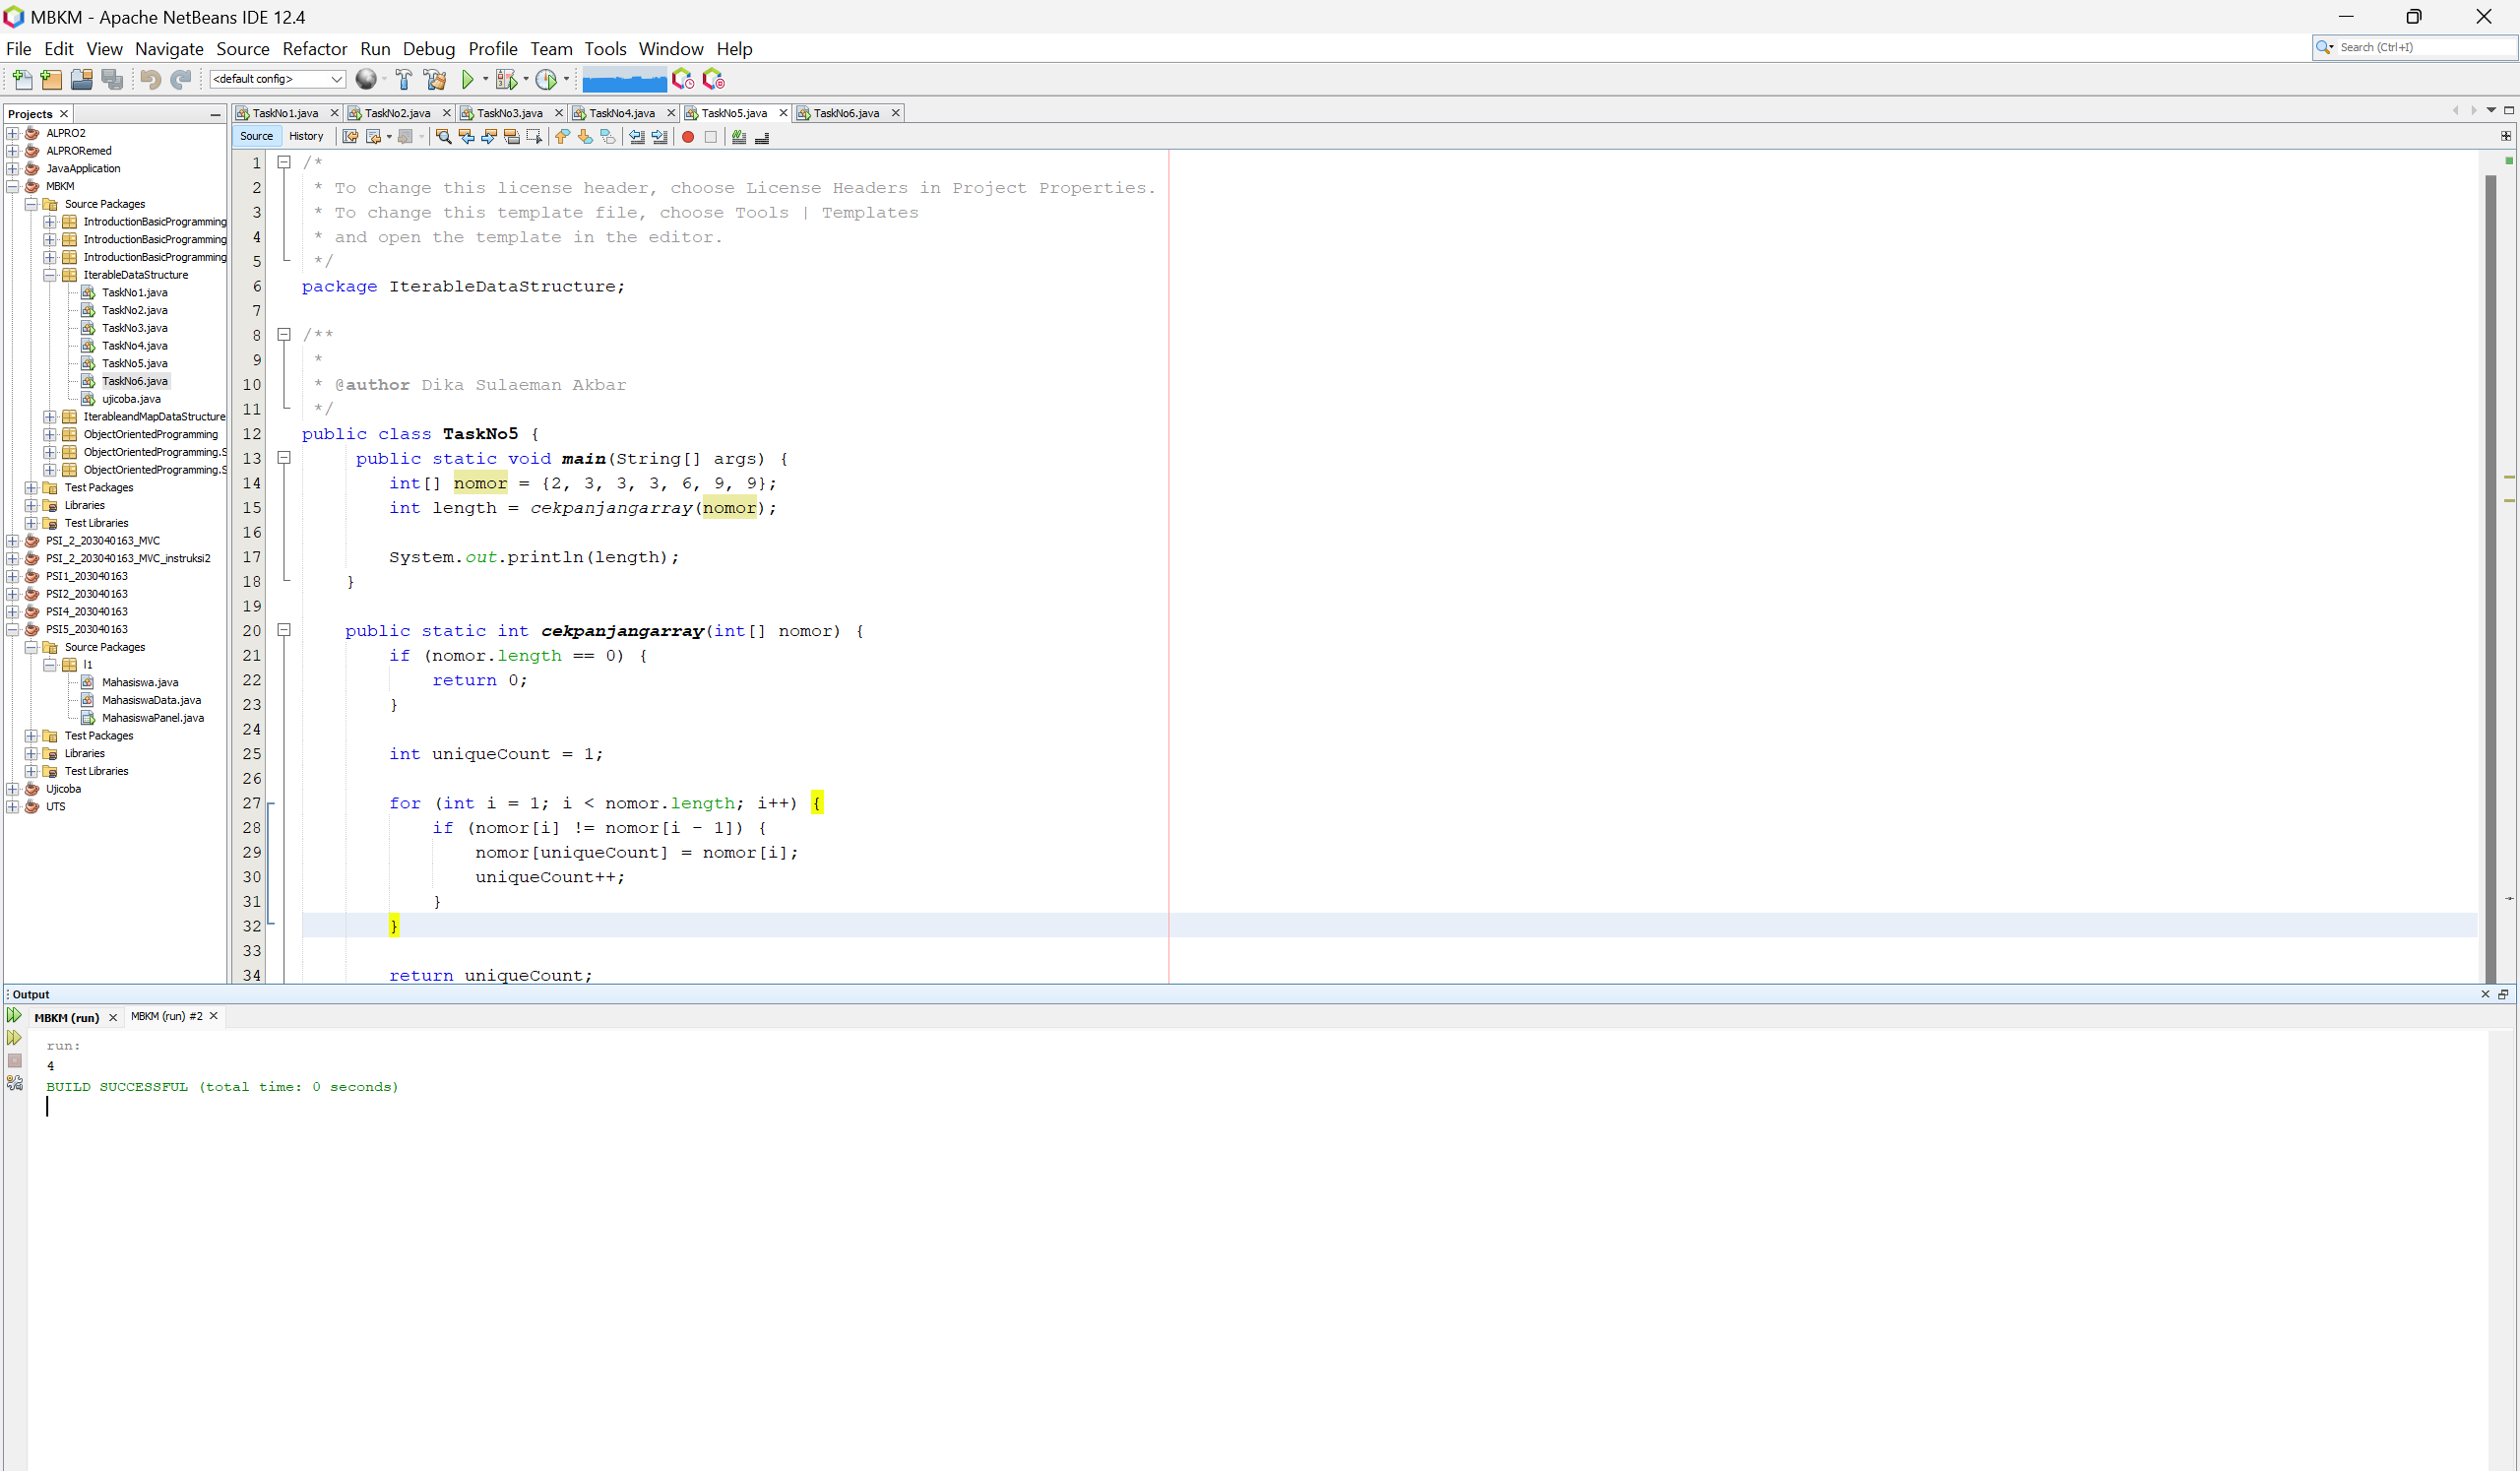 MBKM - Apache NetBeans IDE 12.4
File Edit View Navigate Source Refactor Run Debug Profile Team Tools Window Help
Search (Ctrl+I)
<default config>
Projects
TaskNo1.java TaskNo2.java TaskNo3.java TaskNo4.java TaskNo5.java TaskNo6.java
Source History
ALPRO2
ALPRORemed
JavaApplication
MBKM
Source Packages
IntroductionBasicProgramming
IntroductionBasicProgramming
IntroductionBasicProgramming
IterableDataStructure
TaskNo1.java
TaskNo2.java
TaskNo3.java
TaskNo4.java
TaskNo5.java
TaskNo6.java
ujicoba.java
IterableandMapDataStructure
ObjectOrientedProgramming
ObjectOrientedProgramming.S
ObjectOrientedProgramming.S
Test Packages
Libraries
Test Libraries
PSI_2_203040163_MVC
PSI_2_203040163_MVC_instruksi2
PSI1_203040163
PSI2_203040163
PSI4_203040163
PSI5_203040163
Source Packages
l1
Mahasiswa.java
MahasiswaData.java
MahasiswaPanel.java
Test Packages
Libraries
Test Libraries
Ujicoba
UTS
1 /*
2 * To change this license header, choose License Headers in Project Properties.
3 * To change this template file, choose Tools | Templates
4 * and open the template in the editor.
5 */
6 package IterableDataStructure;
7
8 /**
9 *
10 * @author Dika Sulaeman Akbar
11 */
12 public class TaskNo5 {
13 public static void main(String[] args) {
14 int[] nomor = {2, 3, 3, 3, 6, 9, 9};
15 int length = cekpanjangarray(nomor);
16
17 System.out.println(length);
18 }
19
20 public static int cekpanjangarray(int[] nomor) {
21 if (nomor.length == 0) {
22 return 0;
23 }
24
25 int uniqueCount = 1;
26
27 for (int i = 1; i < nomor.length; i++) {
28 if (nomor[i] != nomor[i - 1]) {
29 nomor[uniqueCount] = nomor[i];
30 uniqueCount++;
31 }
32 }
33
34 return uniqueCount;
Output
MBKM (run) MBKM (run) #2
run:
4
BUILD SUCCESSFUL (total time: 0 seconds)